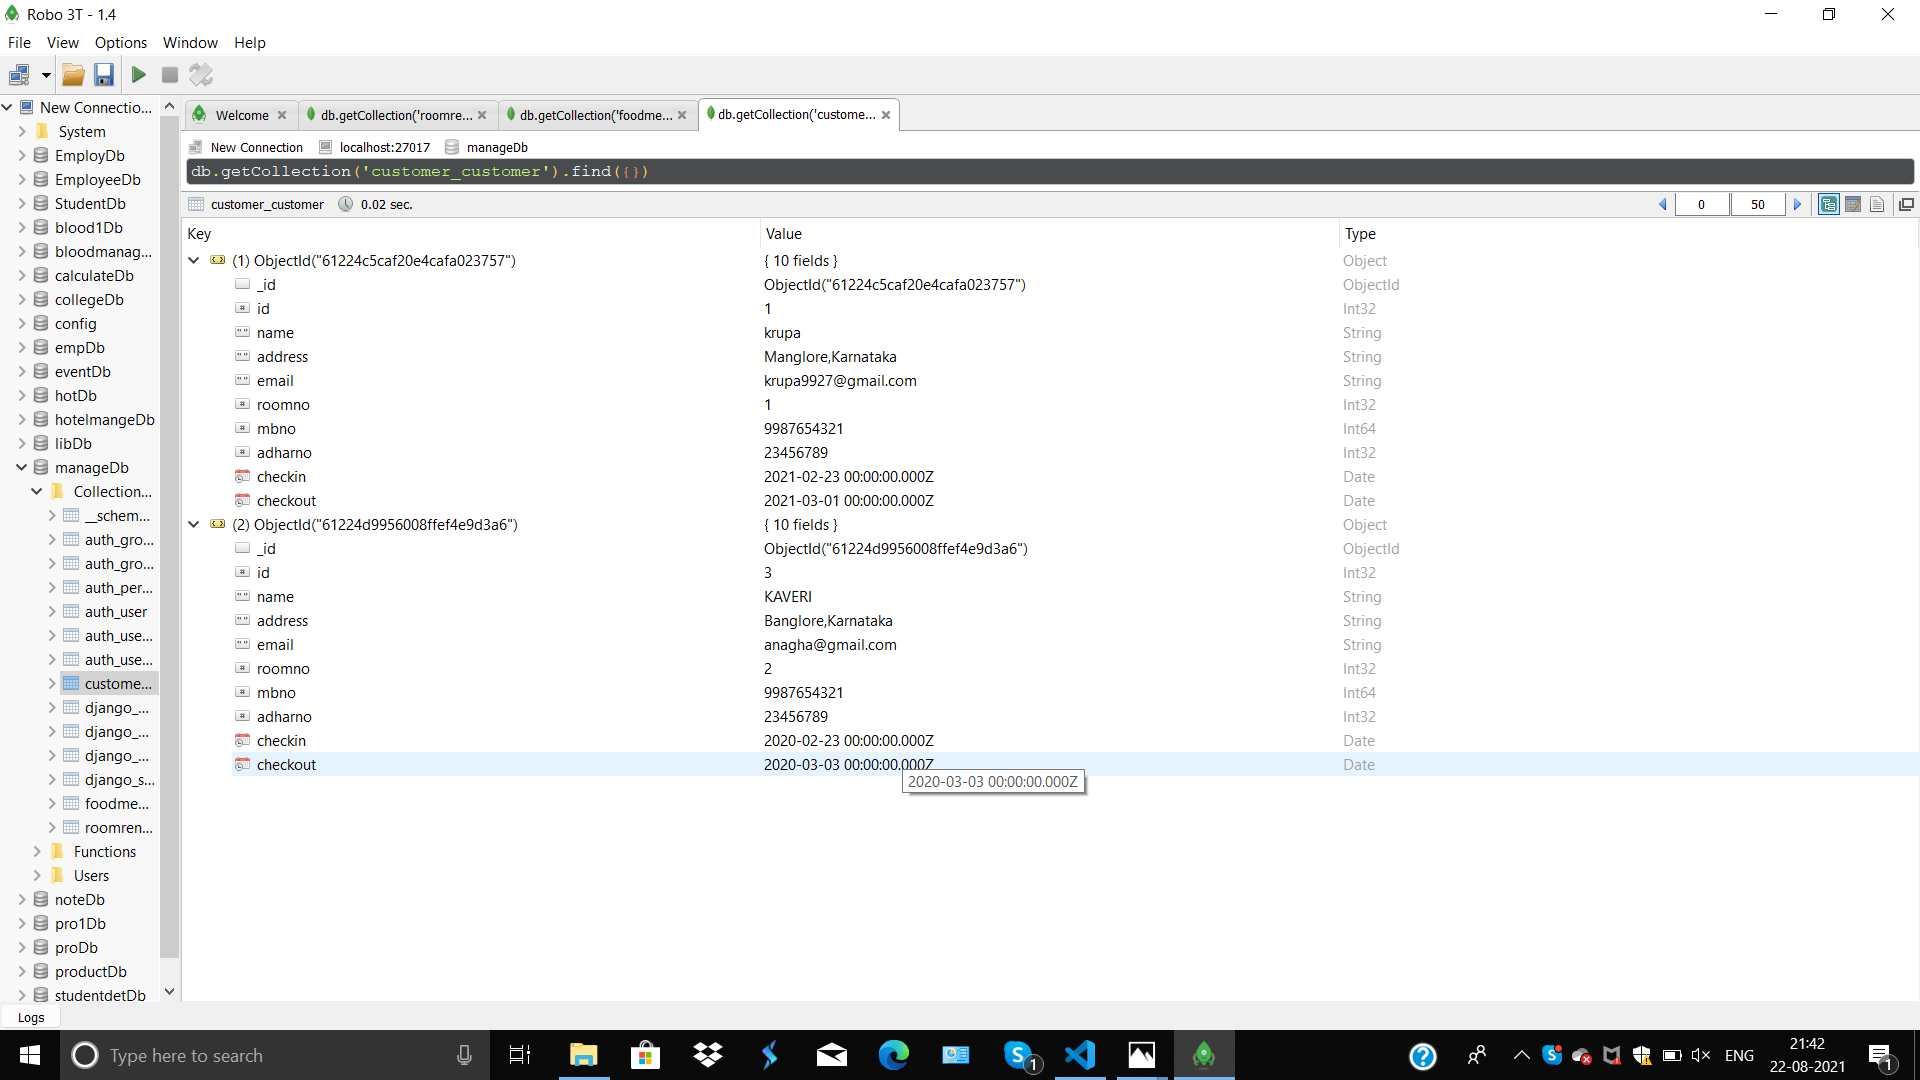 Robo 3T - 1.4
File View Options Window Help
New Connectio...
System
EmployDb
EmployeeDb
StudentDb
blood1Db
bloodmanag...
calculateDb
collegeDb
config
empDb
eventDb
hotDb
hotelmangeDb
libDb
manageDb
Collection...
__schem...
auth_gro...
auth_gro...
auth_per...
auth_user
auth_use...
auth_use...
custome...
django_...
django_...
django_...
django_s...
foodme...
roomren...
Functions
Users
noteDb
pro1Db
proDb
productDb
studentdetDb
Logs
Welcome db.getCollection('roomre... db.getCollection('foodme... db.getCollection('custome...
New Connection localhost:27017 manageDb
db.getCollection('customer_customer').find({})
customer_customer 0.02 sec. 0 50
Key Value Type
(1) ObjectId("61224c5caf20e4cafa023757") { 10 fields } Object
_id ObjectId("61224c5caf20e4cafa023757") ObjectId
id 1 Int32
name krupa String
address Manglore,Karnataka String
email krupa9927@gmail.com String
roomno 1 Int32
mbno 9987654321 Int64
adharno 23456789 Int32
checkin 2021-02-23 00:00:00.000Z Date
checkout 2021-03-01 00:00:00.000Z Date
(2) ObjectId("61224d9956008ffef4e9d3a6") { 10 fields } Object
_id ObjectId("61224d9956008ffef4e9d3a6") ObjectId
id 3 Int32
name KAVERI String
address Banglore,Karnataka String
email anagha@gmail.com String
roomno 2 Int32
mbno 9987654321 Int64
adharno 23456789 Int32
checkin 2020-02-23 00:00:00.000Z Date
checkout 2020-03-03 00:00:00.000Z Date
2020-03-03 00:00:00.000Z
Type here to search
1
ENG
21:42
22-08-2021
1